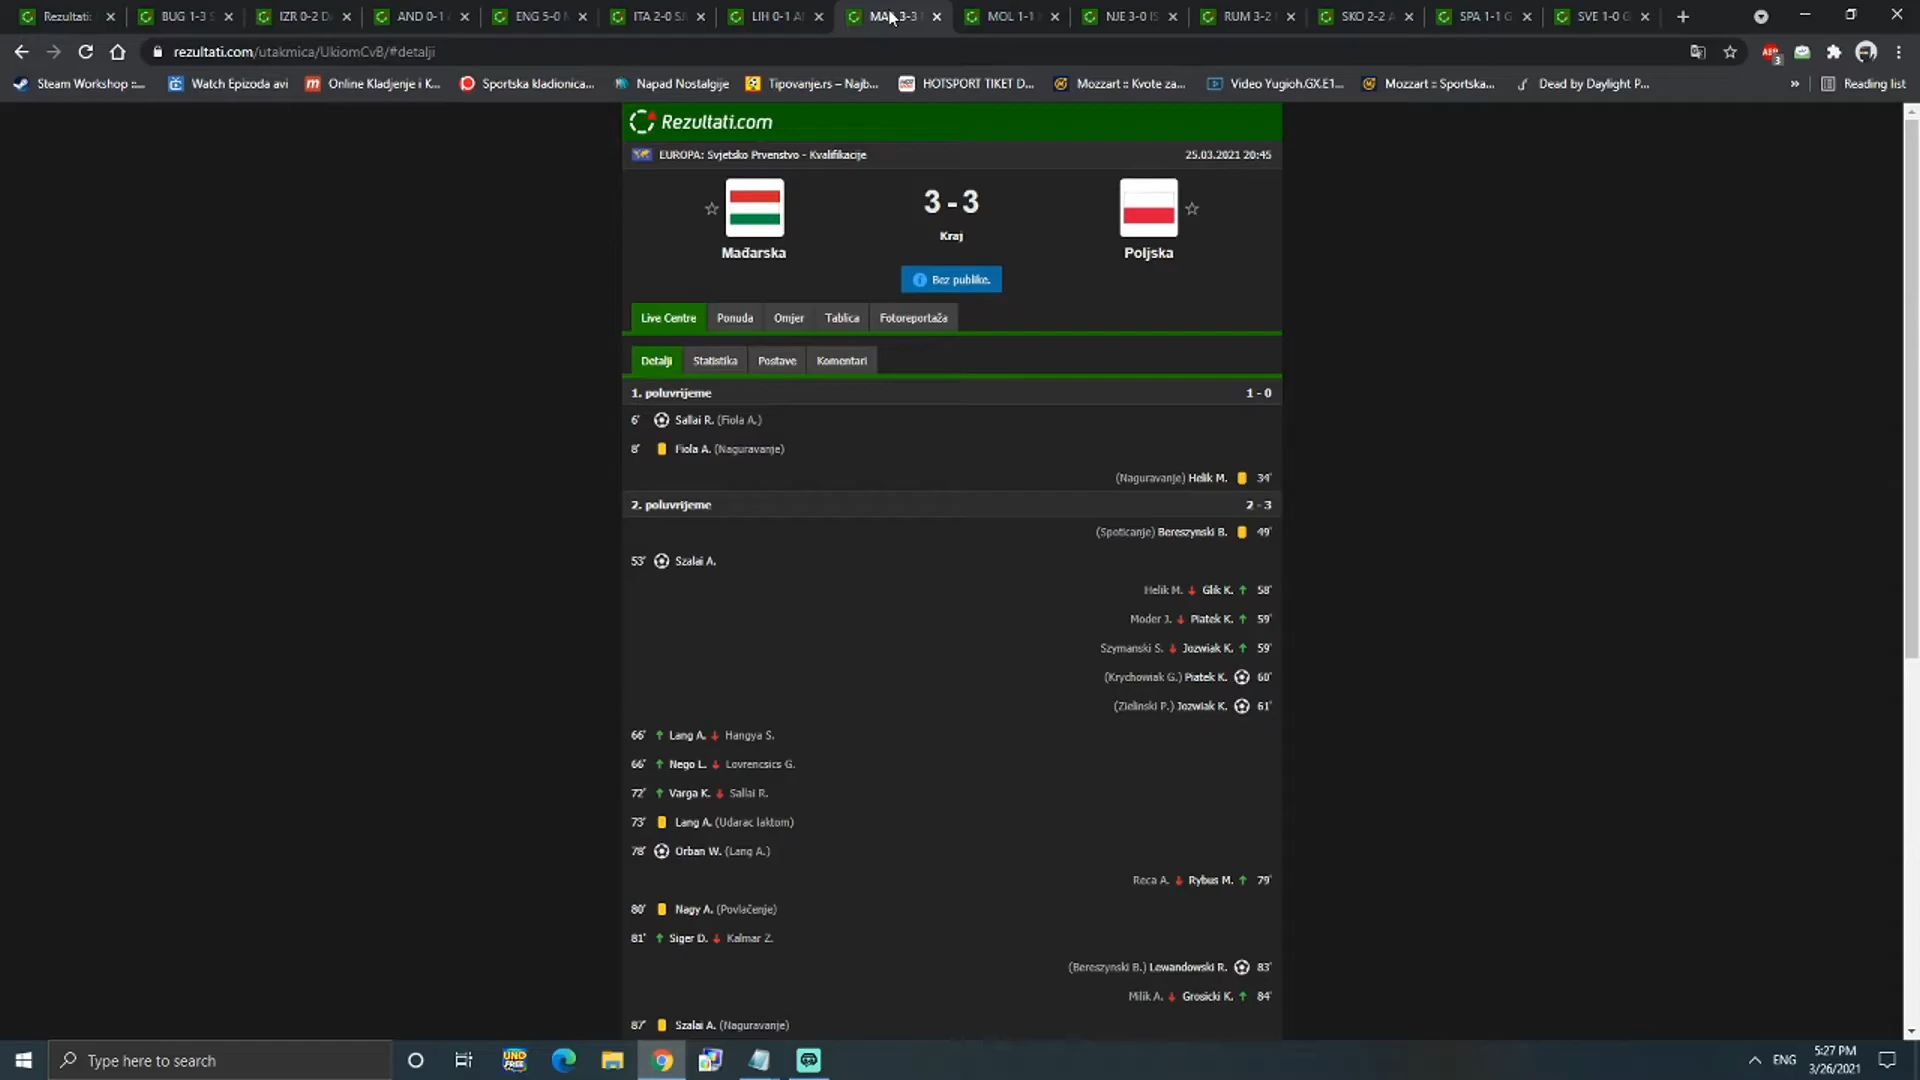 Rezultati:
BUG 1-3 S
IZR 0-2 D
AND 0-1
ENG 5-0
ITA 2-0 SJ
LIH 0-1
MA 3-3
MOL 1-1
NJE 3-0 IS
RUM 3-2
SKO 2-2 A
SPA 1-1 G
SVE 1-0 G
rezultati.com/utakmica/UkiomCvB/#detalji
3
Steam Workshop ::...
Watch Epizoda avi
Online Kladjenje i K...
Sportska kladionica...
Napad Nostalgije
Tipovanje.rs – Najb...
HOTSPORT TIKET D...
Mozzart :: Kvote za...
Video Yugioh.GX.E1...
Mozzart :: Sportska...
Dead by Daylight P...
»
Reading list
Rezultati.com
EUROPA: Svjetsko Prvenstvo - Kvalifikacije
25.03.2021 20:45
3 - 3
Kraj
Mađarska
Poljska
Bez publike.
Live Centre
Ponuda
Omjer
Tablica
Fotoreportaža
Detalji
Statistika
Postave
Komentari
1. poluvrijeme 1 - 0
6' Sallai R. (Fiola A.)
8' Fiola A. (Naguravanje)
(Naguravanje) Helik M. 34'
2. poluvrijeme 2 - 3
(Spoticanje) Bereszynski B. 49'
53' Szalai A.
Helik M. Glik K. 58'
Moder J. Piatek K. 59'
Szymanski S. Jozwiak K. 59'
(Krychowiak G.) Piatek K. 60'
(Zielinski P.) Jozwiak K. 61'
66' Lang A. Hangya S.
66' Nego L. Lovrencsics G.
72' Varga K. Sallai R.
73' Lang A. (Udarac laktom)
78' Orban W. (Lang A.)
Reca A. Rybus M. 79'
80' Nagy A. (Povlačenje)
81' Siger D. Kalmar Z.
(Bereszynski B.) Lewandowski R. 83'
Milik A. Grosicki K. 84'
87' Szalai A. (Naguravanje)
Type here to search
ENG
5:27 PM
3/26/2021